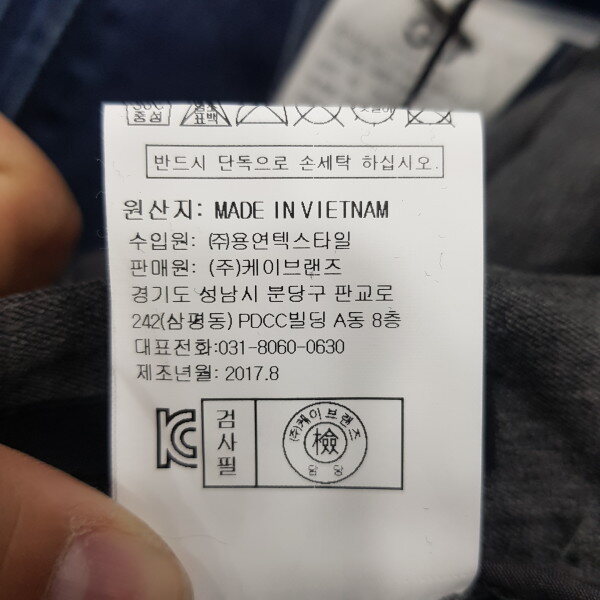 중성
표백
반드시 단독으로 손세탁 하십시오.
원산지: MADE IN VIETNAM
수입원: ㈜용연텍스타일
판매원: (주)케이브랜즈
경기도 성남시 분당구 판교로
242(삼평동) PDCC빌딩 A동 8층
대표전화:031-8060-0630
제조년월: 2017.8
검사필
(주)케이브랜즈
檢